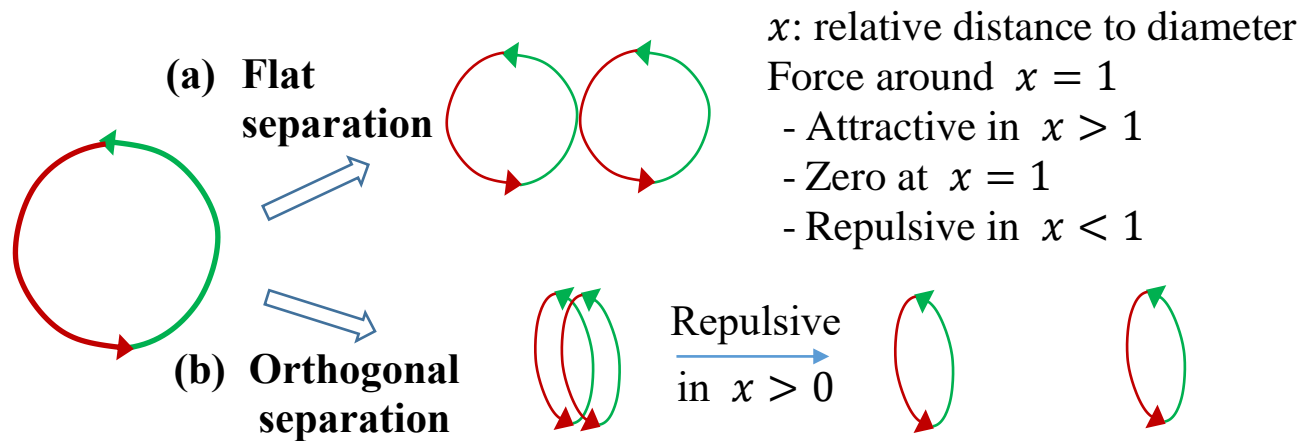 (a) Flat
separation
x: relative distance to diameter
Force around x = 1
- Attractive in x > 1
- Zero at x = 1
- Repulsive in x < 1
(b) Orthogonal
separation
Repulsive
in x > 0